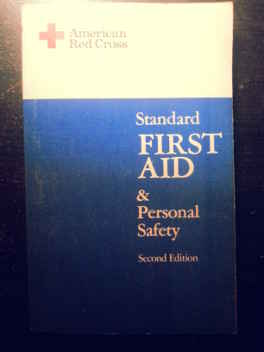 American
Red Cross
Standard
FIRST
AID
&
Personal
Safety
Second Edition